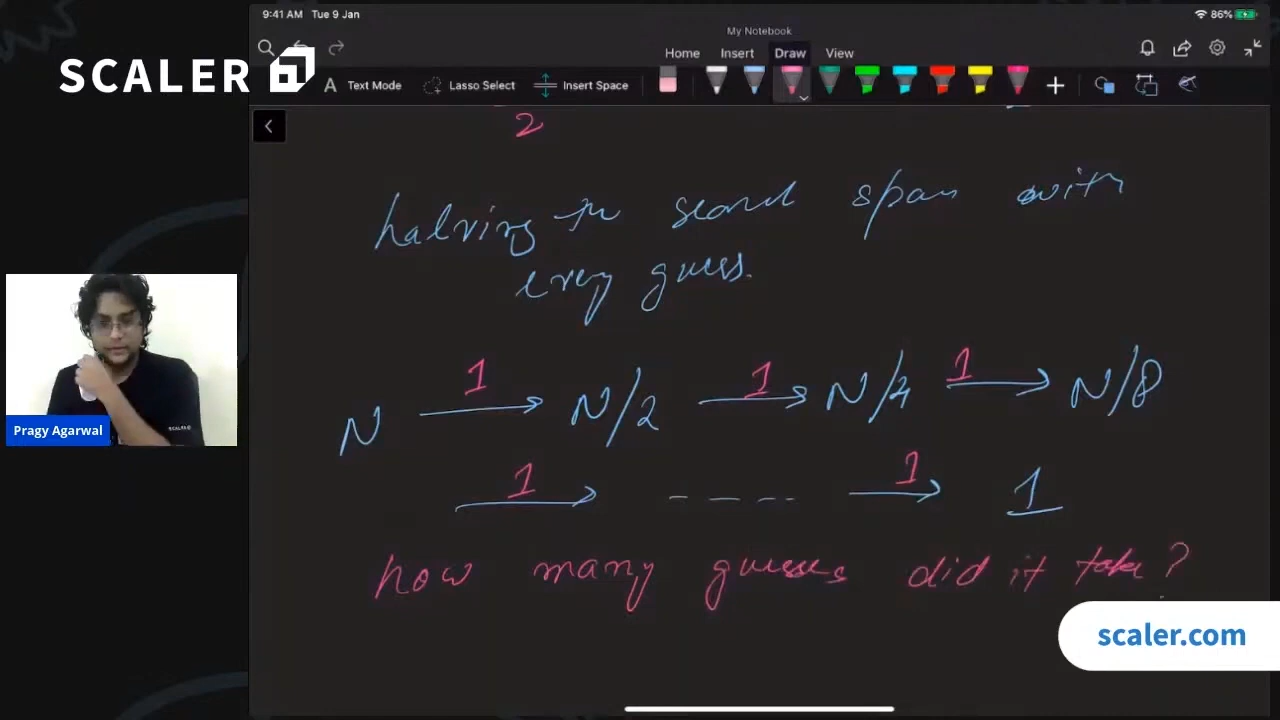 9:41 AM Tue 9 Jan
86%
My Notebook
Home Insert Draw View
SCALER
Text Mode Lasso Select Insert Space
2
halving the search span with
every guess.
N 1 N/2 1 N/4 1 N/8
1 - - - - 1 1
how many guesses did it take?
Pragy Agarwal
SCALER
scaler.com